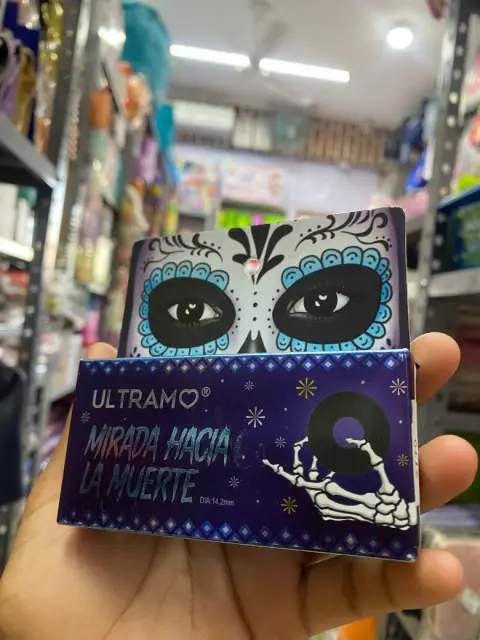 ULTRAMO®
MIRADA HACIA
LA MUERTE
DIA:14.2mm